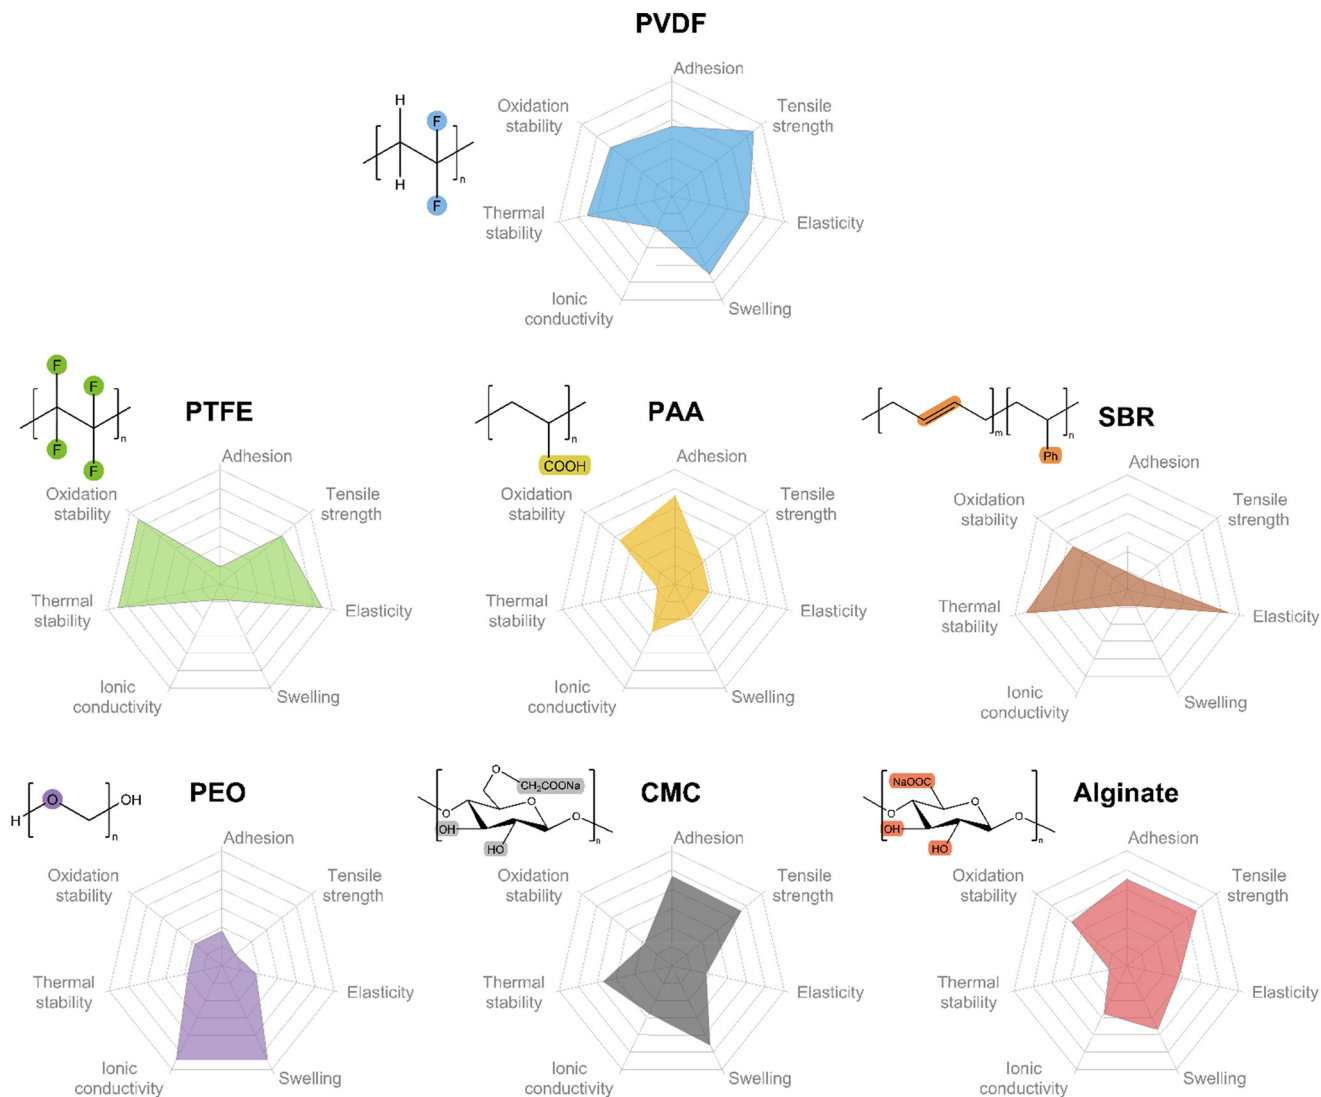 PVDF
H
F
n
H
F
Adhesion
Oxidation
stability
Tensile
strength
Thermal
stability
Elasticity
Ionic
conductivity
Swelling
F
F
n
F
F
PTFE
Adhesion
Oxidation
stability
Tensile
strength
Thermal
stability
Elasticity
Ionic
conductivity
Swelling
n
COOH
PAA
Adhesion
Oxidation
stability
Tensile
strength
Thermal
stability
Elasticity
Ionic
conductivity
Swelling
m
n
Ph
SBR
Adhesion
Oxidation
stability
Tensile
strength
Thermal
stability
Elasticity
Ionic
conductivity
Swelling
H
O
OH
n
PEO
Adhesion
Oxidation
stability
Tensile
strength
Thermal
stability
Elasticity
Ionic
conductivity
Swelling
O
CH2COONa
O
O
O
OH
HO
n
CMC
Adhesion
Oxidation
stability
Tensile
strength
Thermal
stability
Elasticity
Ionic
conductivity
Swelling
NaOOC
O
O
O
OH
HO
n
Alginate
Adhesion
Oxidation
stability
Tensile
strength
Thermal
stability
Elasticity
Ionic
conductivity
Swelling